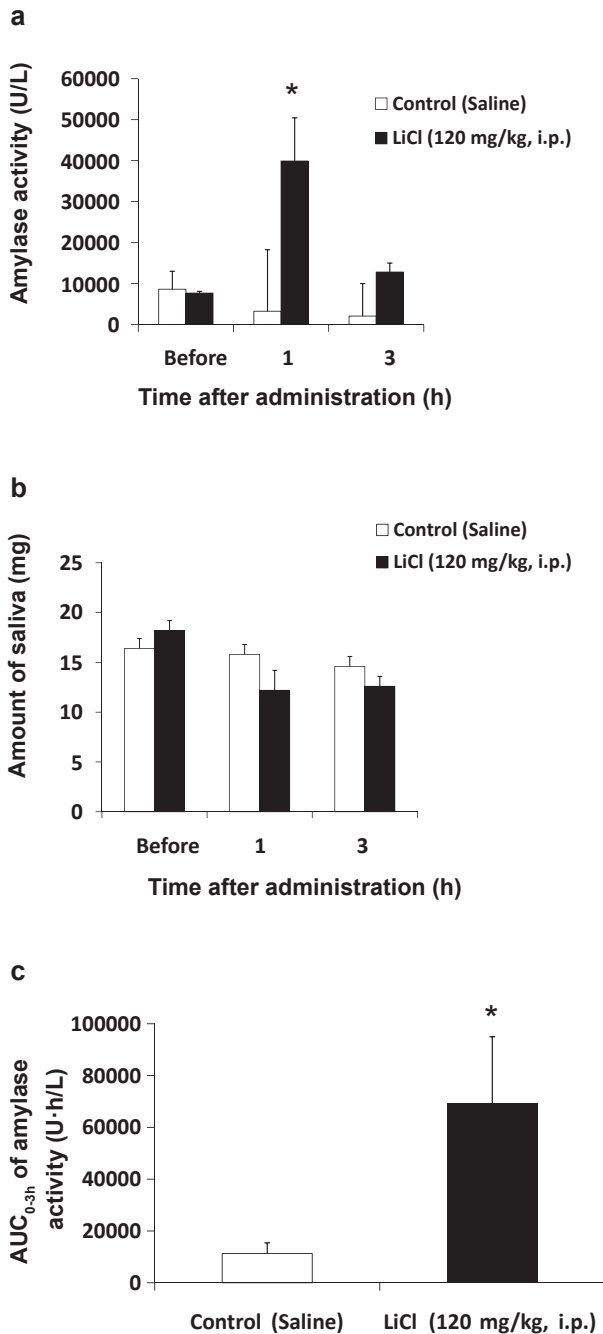 a
Amylase activity (U/L)
60000
50000
40000
30000
20000
10000
0
*
Control (Saline)
LiCl (120 mg/kg, i.p.)
Before 1 3
Time after administration (h)
b
Amount of saliva (mg)
25
20
15
10
5
0
Control (Saline)
LiCl (120 mg/kg, i.p.)
Before 1 3
Time after administration (h)
c
AUC0-3h of amylase
activity (U·h/L)
100000
80000
60000
40000
20000
0
*
Control (Saline) LiCl (120 mg/kg, i.p.)